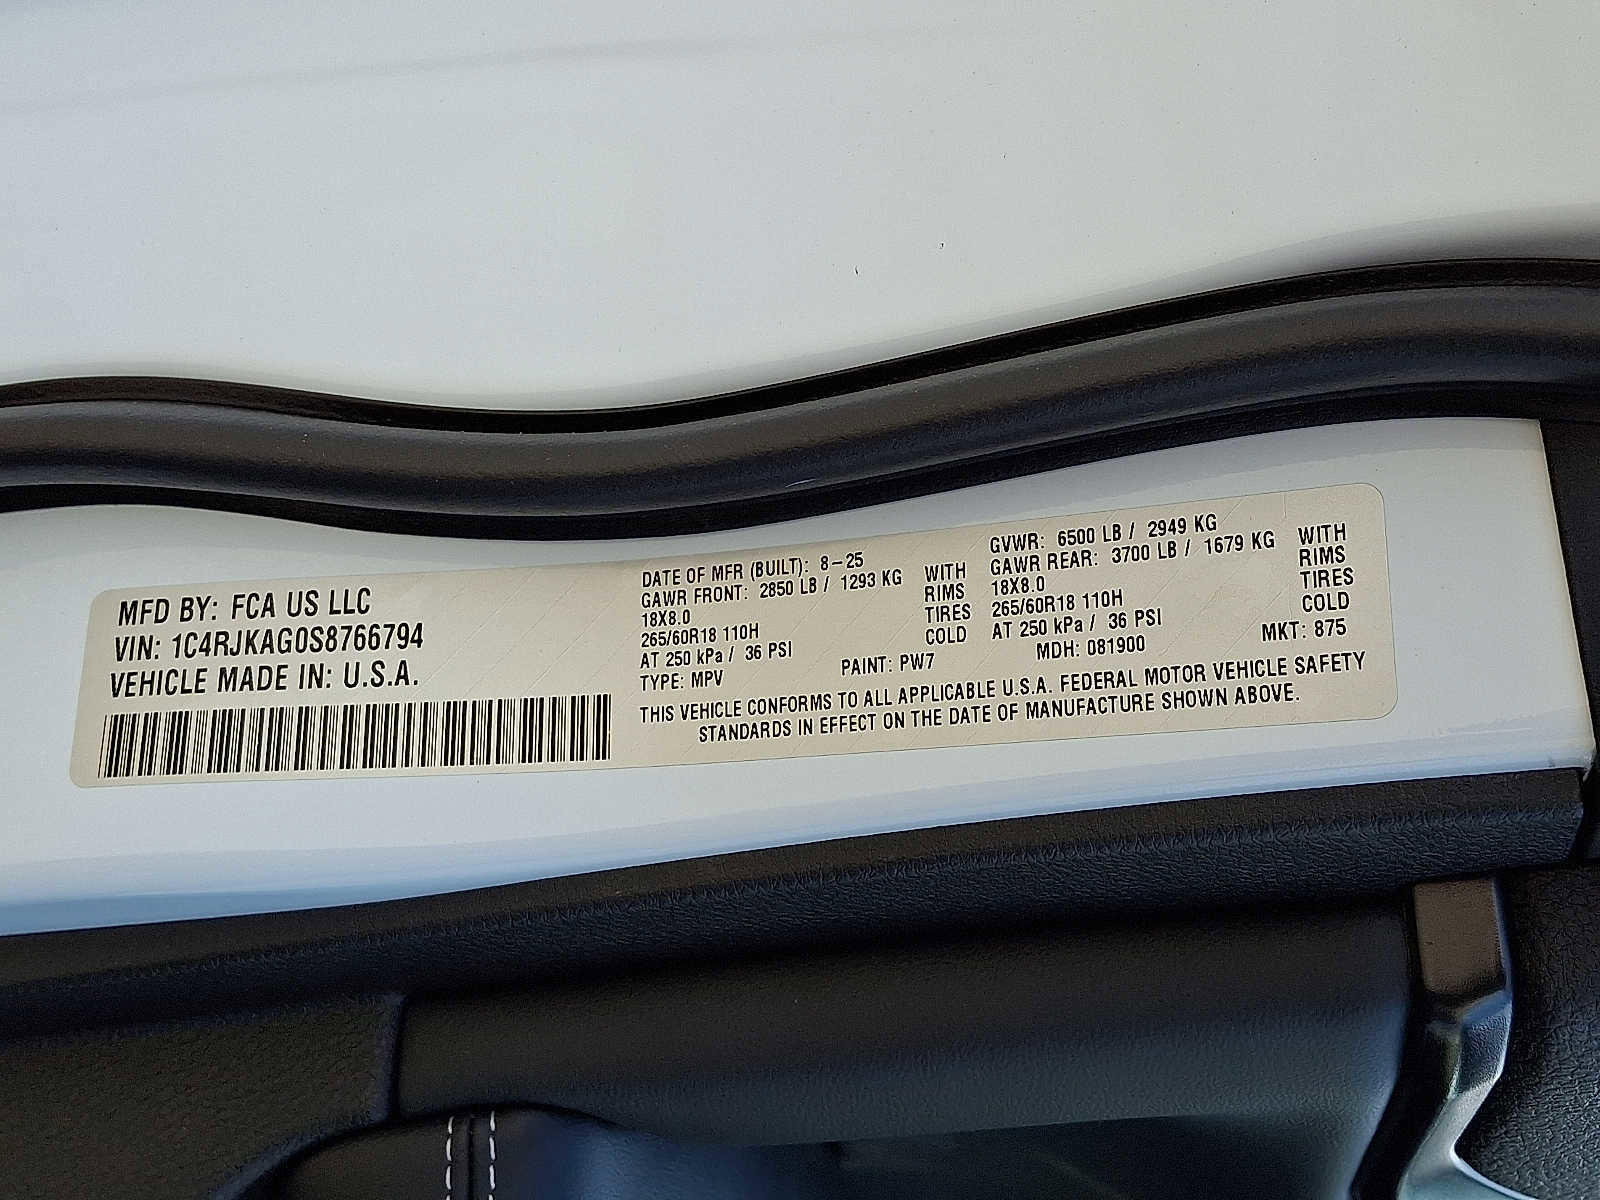 MFD BY: FCA US LLC
VIN: 1C4RJKAG0S8766794
VEHICLE MADE IN: U.S.A.
DATE OF MFR (BUILT): 8-25
GAWR FRONT: 2850 LB / 1293 KG WITH
18X8.0 RIMS
265/60R18 110H TIRES
AT 250 kPa / 36 PSI COLD
TYPE: MPV PAINT: PW7
GVWR: 6500 LB / 2949 KG
GAWR REAR: 3700 LB / 1679 KG WITH
18X8.0 RIMS
265/60R18 110H TIRES
AT 250 kPa / 36 PSI COLD
MDH: 081900 MKT: 875
THIS VEHICLE CONFORMS TO ALL APPLICABLE U.S.A. FEDERAL MOTOR VEHICLE SAFETY
STANDARDS IN EFFECT ON THE DATE OF MANUFACTURE SHOWN ABOVE.